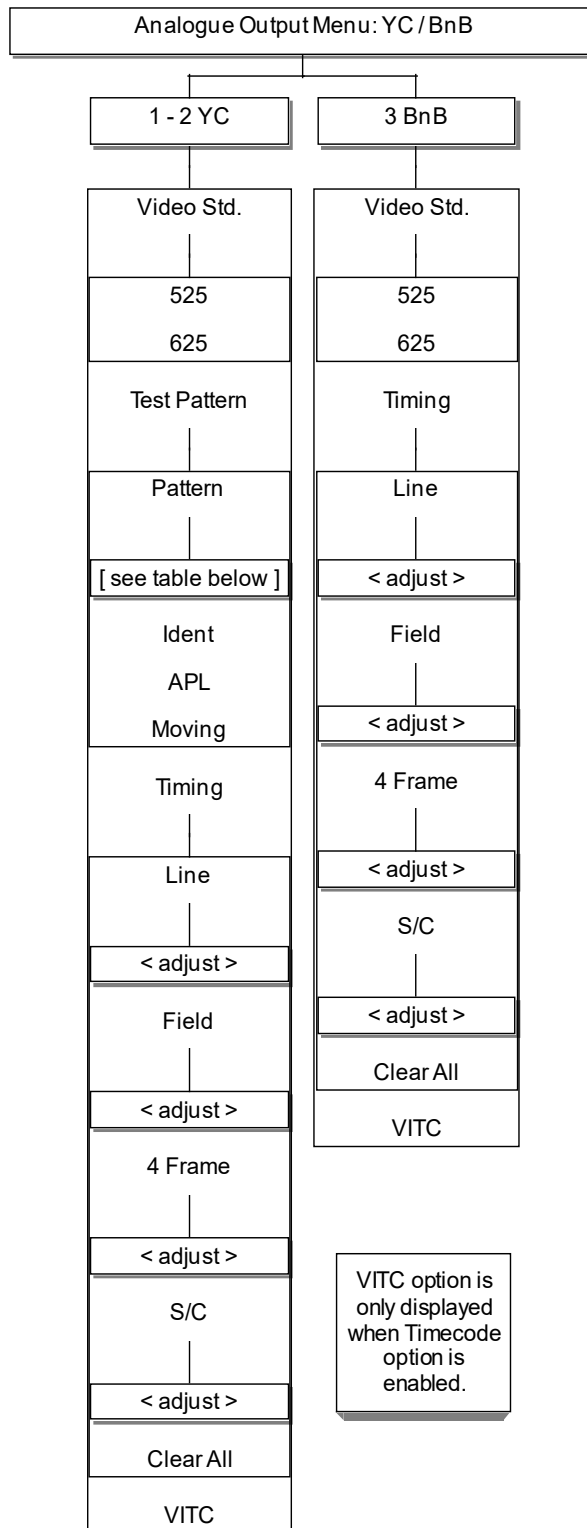 Analogue Output Menu: YC / BnB
1 - 2 YC
Video Std.
525
625
Test Pattern
Pattern
[ see table below ]
Ident
APL
Moving
Timing
Line
< adjust >
Field
< adjust >
4 Frame
< adjust >
S/C
< adjust >
Clear All
VITC
3 BnB
Video Std.
525
625
Timing
Line
< adjust >
Field
< adjust >
4 Frame
< adjust >
S/C
< adjust >
Clear All
VITC
VITC option is
only displayed
when Timecode
option is
enabled.